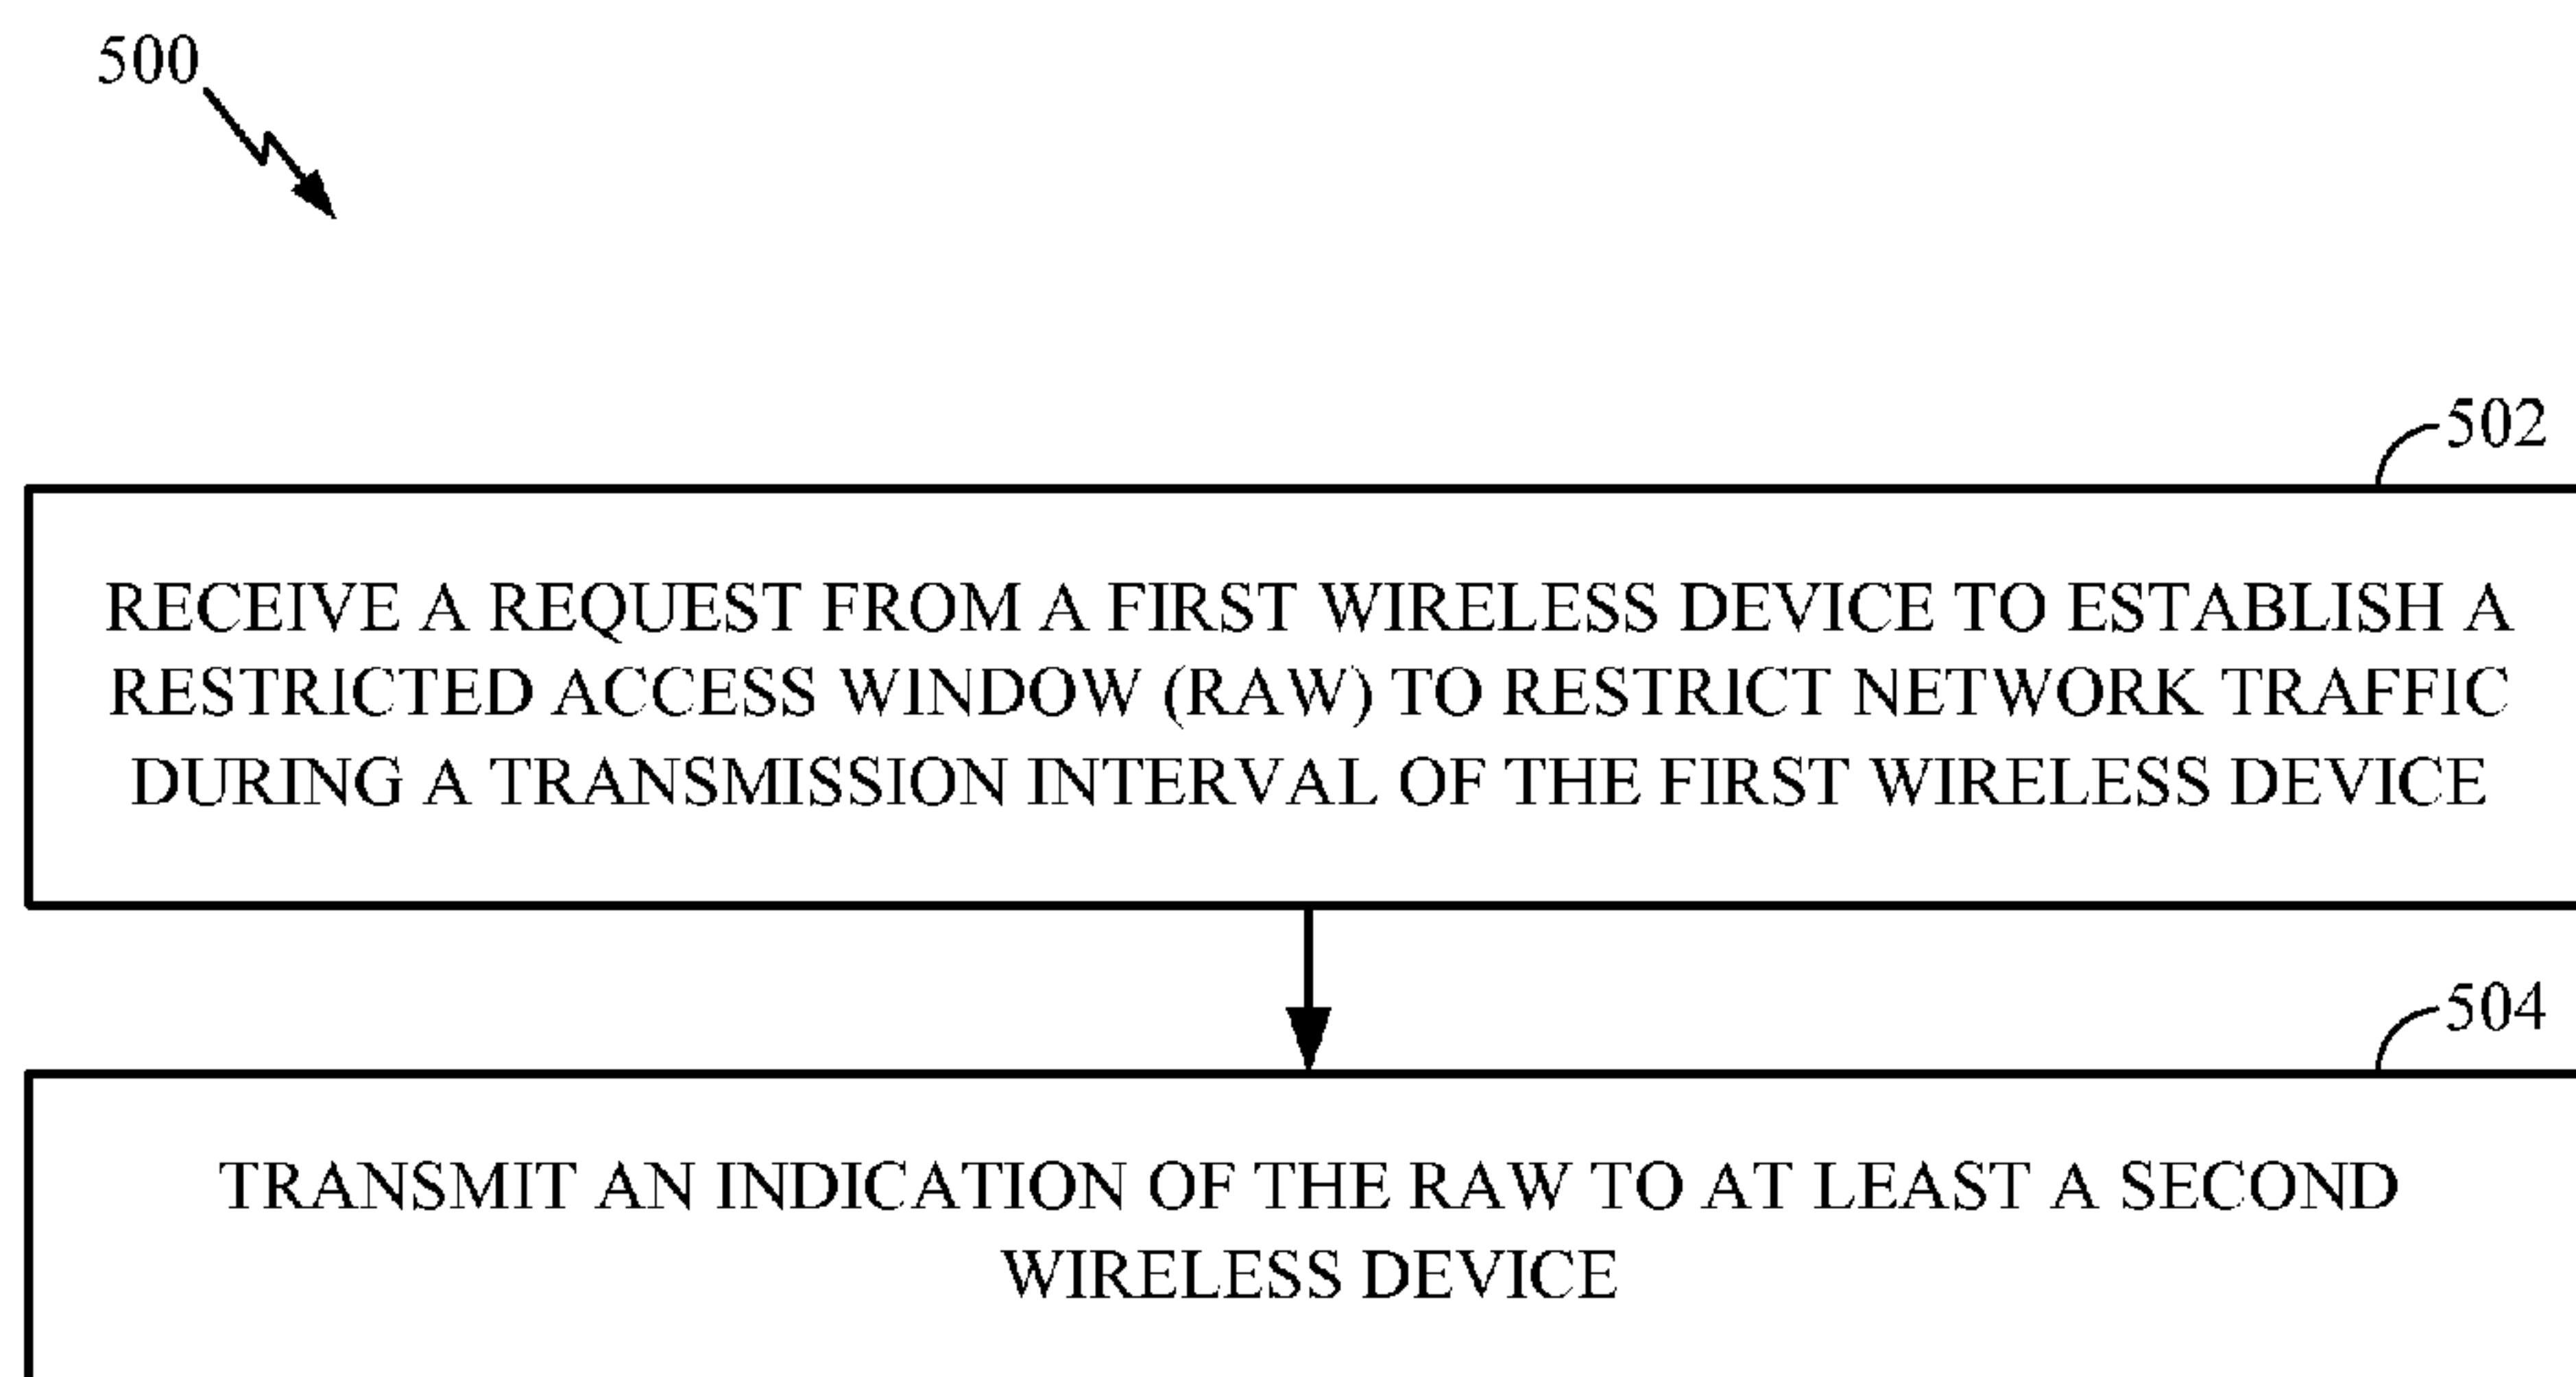 500
502
RECEIVE A REQUEST FROM A FIRST WIRELESS DEVICE TO ESTABLISH A
RESTRICTED ACCESS WINDOW (RAW) TO RESTRICT NETWORK TRAFFIC
DURING A TRANSMISSION INTERVAL OF THE FIRST WIRELESS DEVICE
504
TRANSMIT AN INDICATION OF THE RAW TO AT LEAST A SECOND
WIRELESS DEVICE